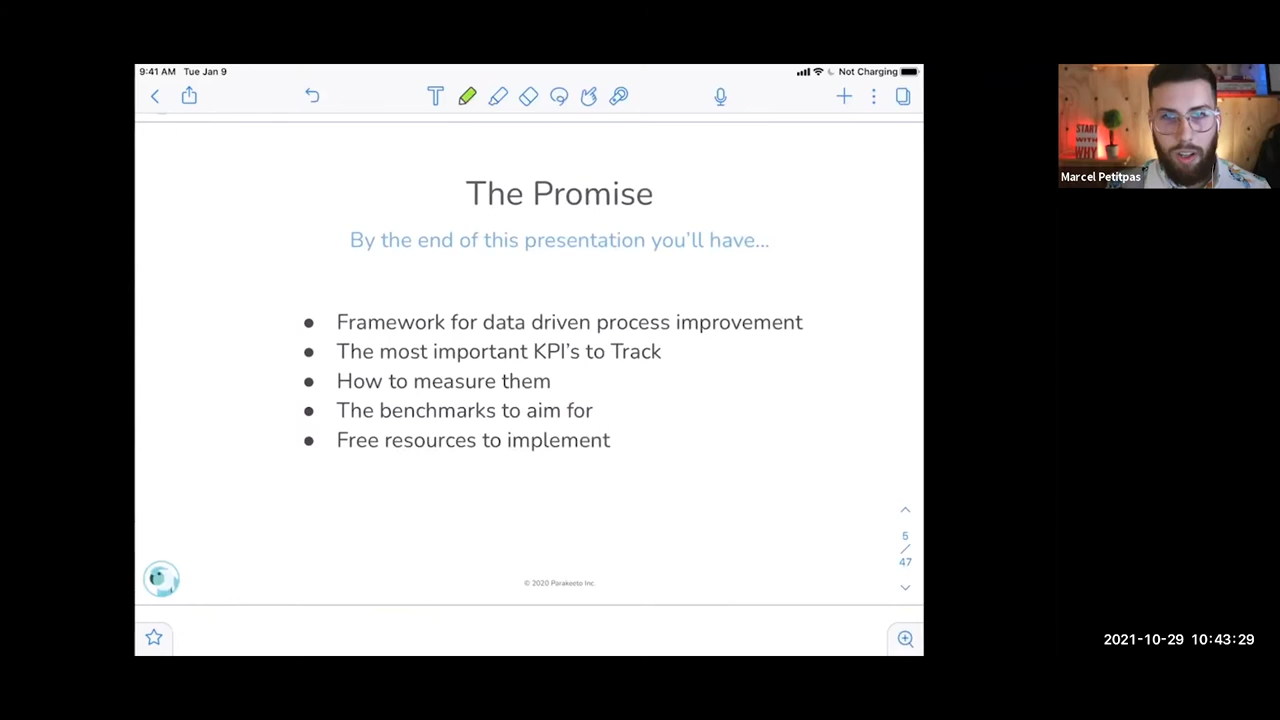 9:41 AM Tue Jan 9
Not Charging
The Promise
By the end of this presentation you'll have...
● Framework for data driven process improvement
● The most important KPI's to Track
● How to measure them
● The benchmarks to aim for
● Free resources to implement
5
/
47
© 2020 Parakeeto Inc.
START
WITH
WHY
Marcel Petitpas
2021-10-29 10:43:29